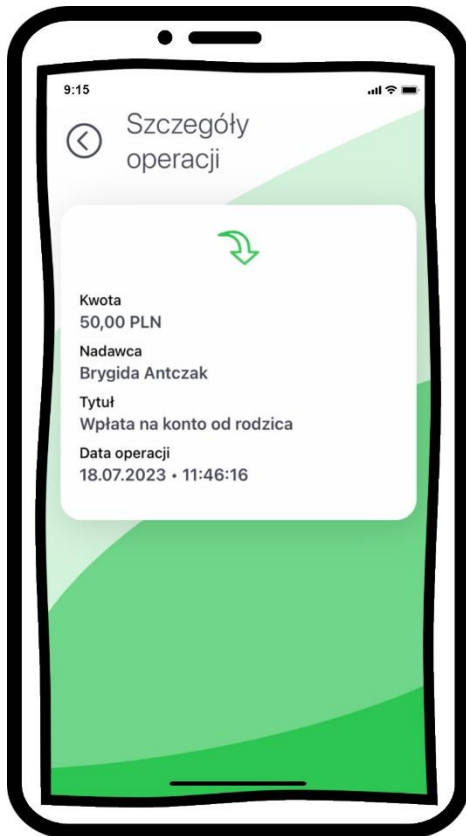 9:15
Szczegóły
operacji
Kwota
50,00 PLN
Nadawca
Brygida Antczak
Tytuł
Wpłata na konto od rodzica
Data operacji
18.07.2023 • 11:46:16